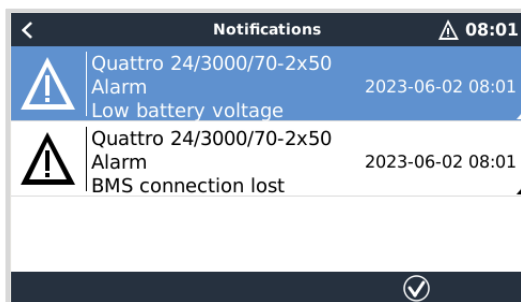 Notifications
08:01
Quattro 24/3000/70-2x50
Alarm
2023-06-02 08:01
Low battery voltage
Quattro 24/3000/70-2x50
Alarm
2023-06-02 08:01
BMS connection lost